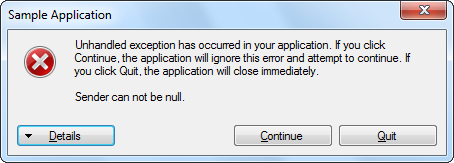 Sample Application
Unhandled exception has occurred in your application. If you click
Continue, the application will ignore this error and attempt to continue. If
you click Quit, the application will close immediately.
Sender can not be null.
Details
Continue
Quit